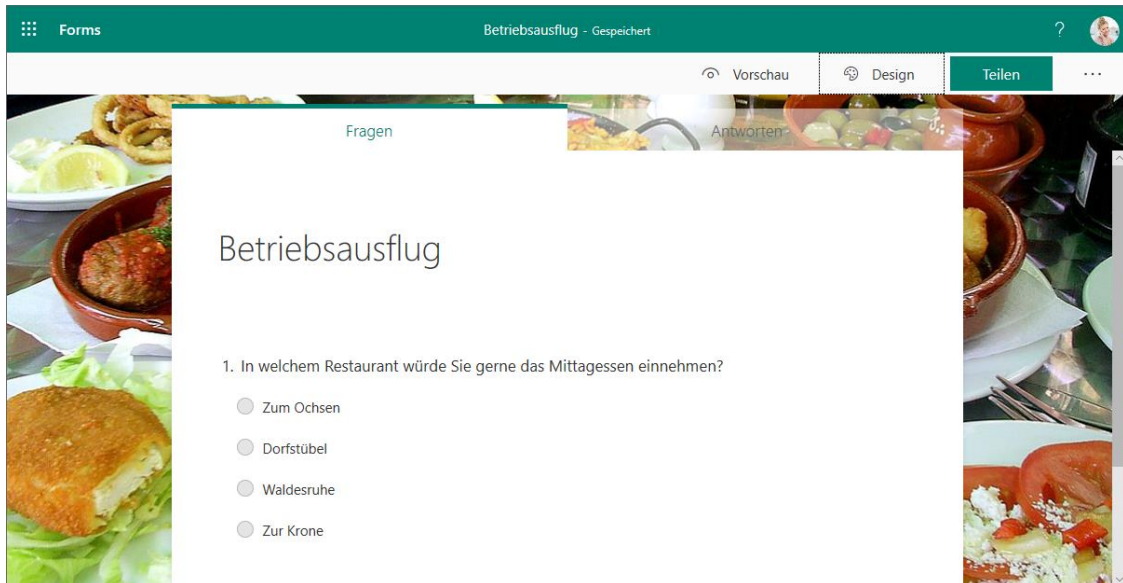 Forms
Betriebsausflug - Gespeichert
?
Vorschau
Design
Teilen
...
Fragen
Antworten
Betriebsausflug
1. In welchem Restaurant würde Sie gerne das Mittagessen einnehmen?
Zum Ochsen
Dorfstübel
Waldesruhe
Zur Krone